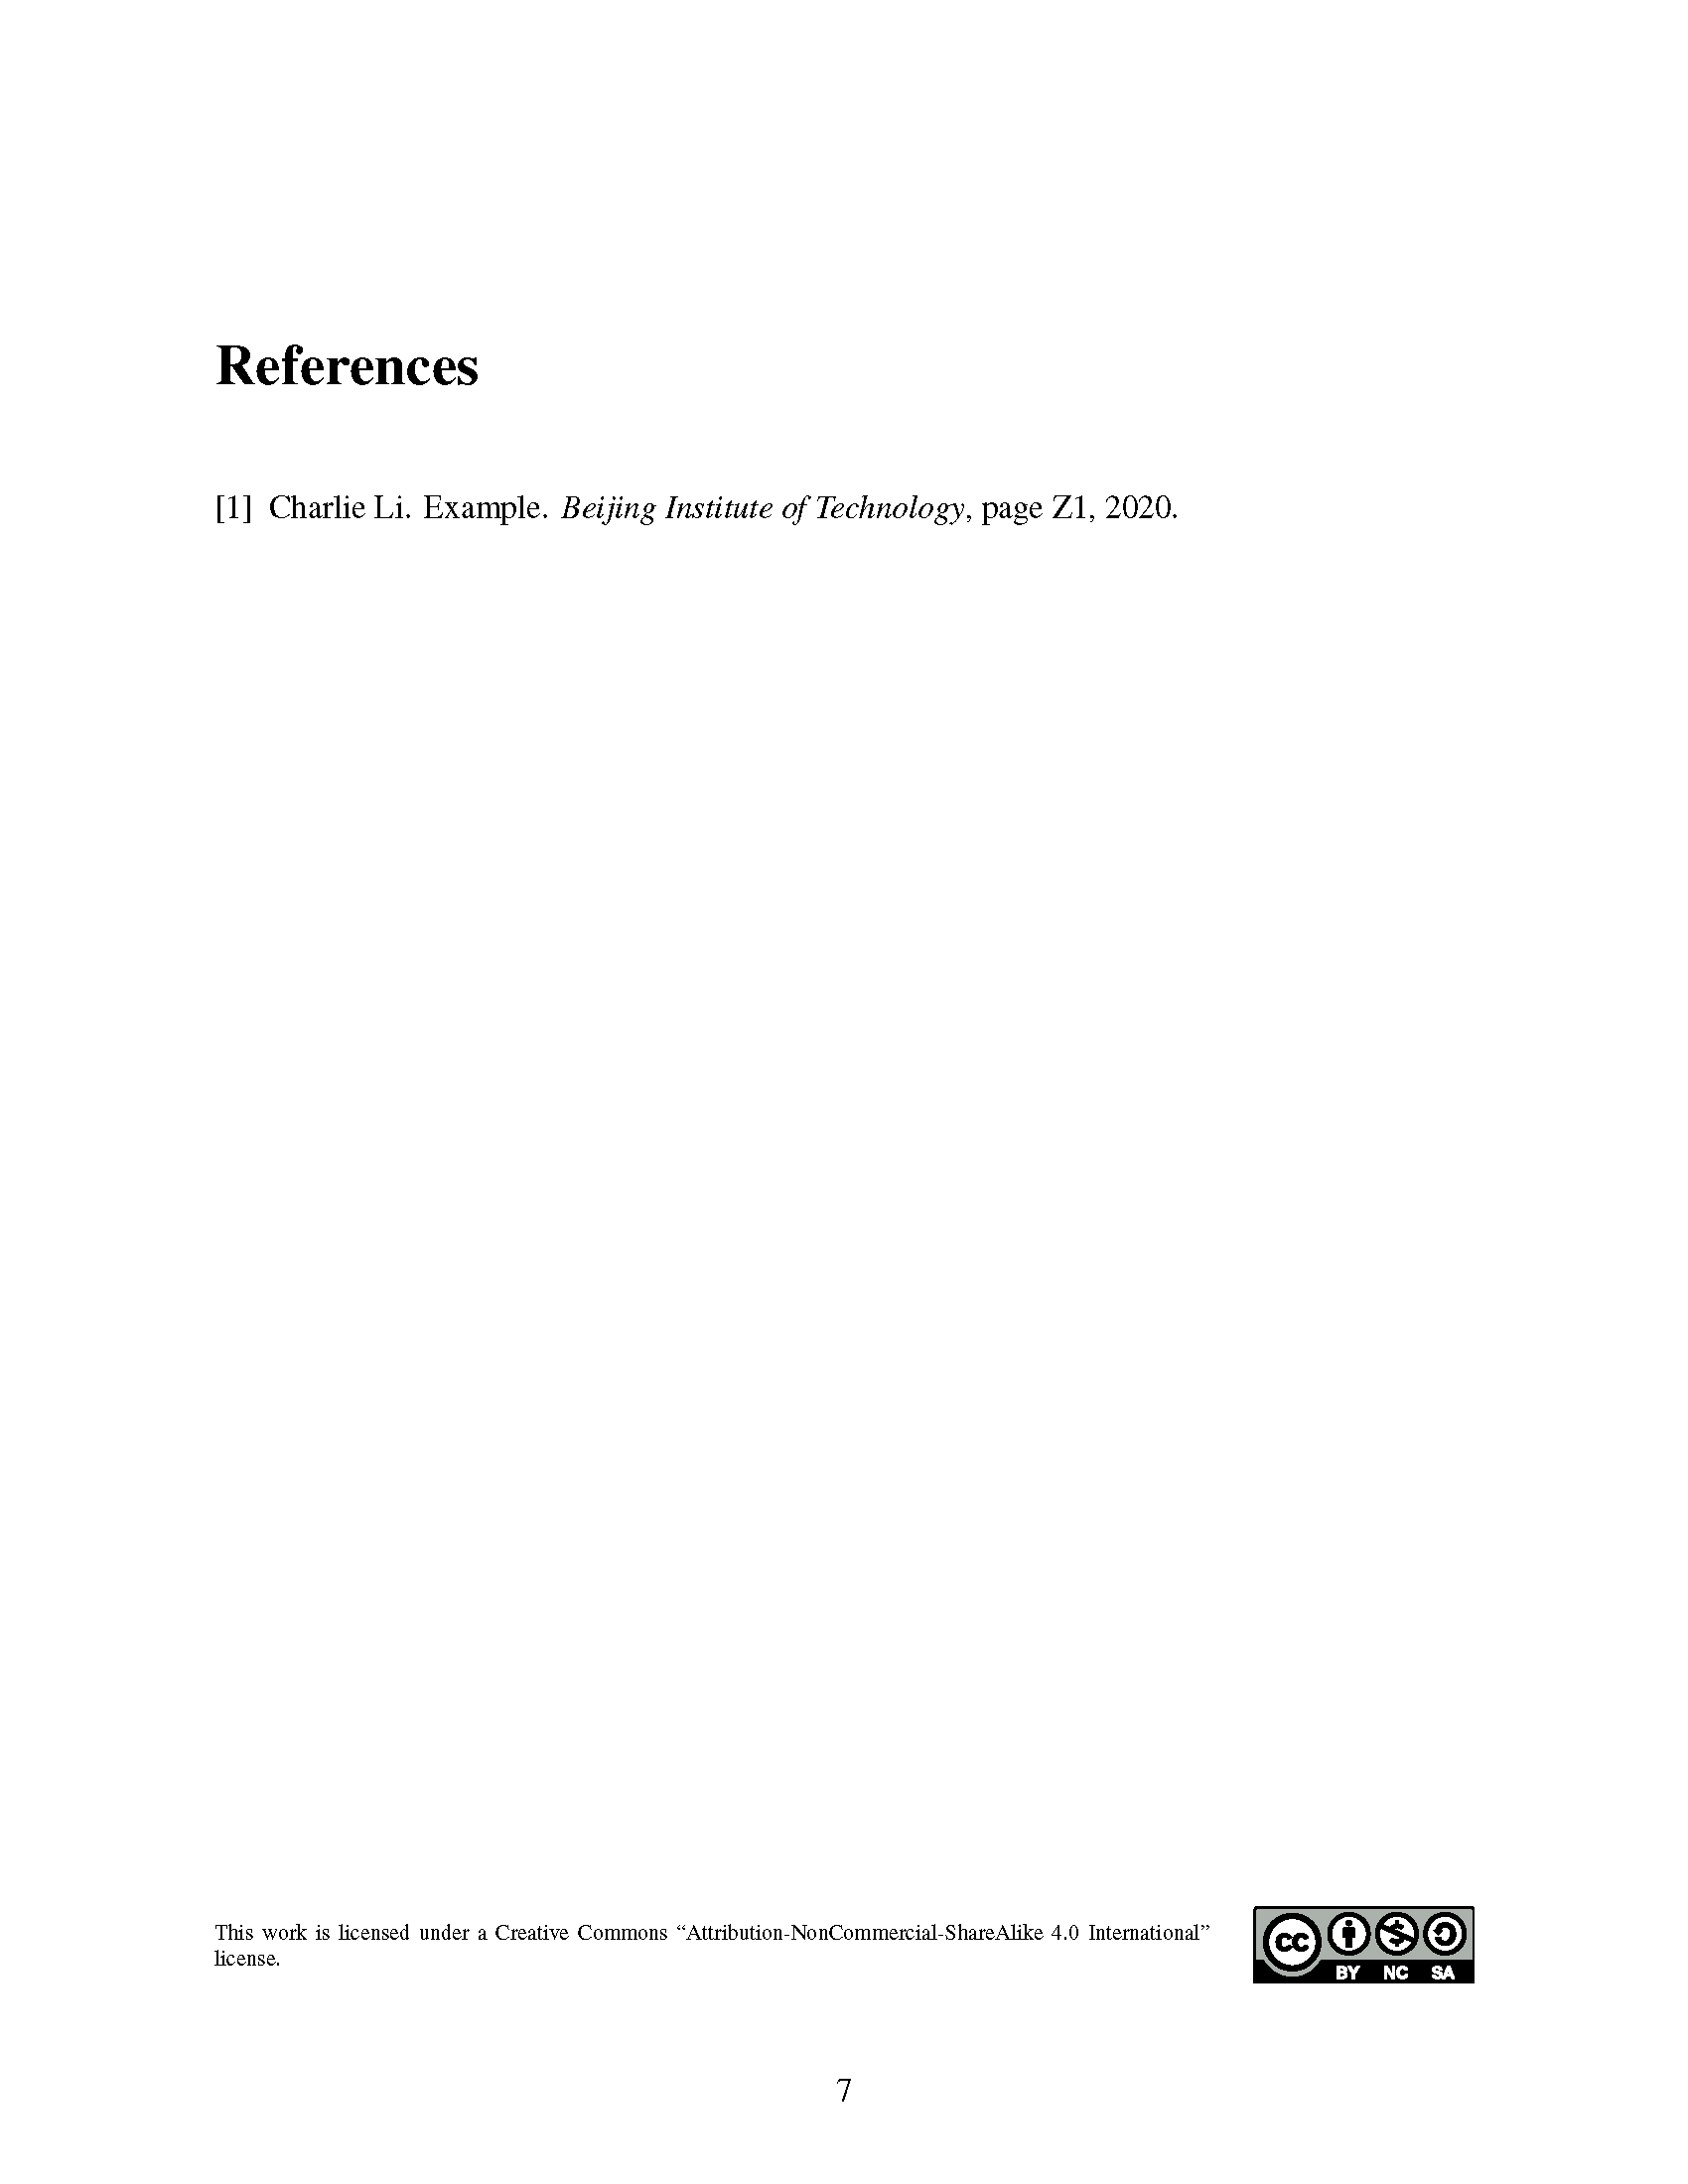 References
[1] Charlie Li. Example. Beijing Institute of Technology, page Z1, 2020.
This work is licensed under a Creative Commons “Attribution-NonCommercial-ShareAlike 4.0 International”
license.
cc
BY NC SA
7